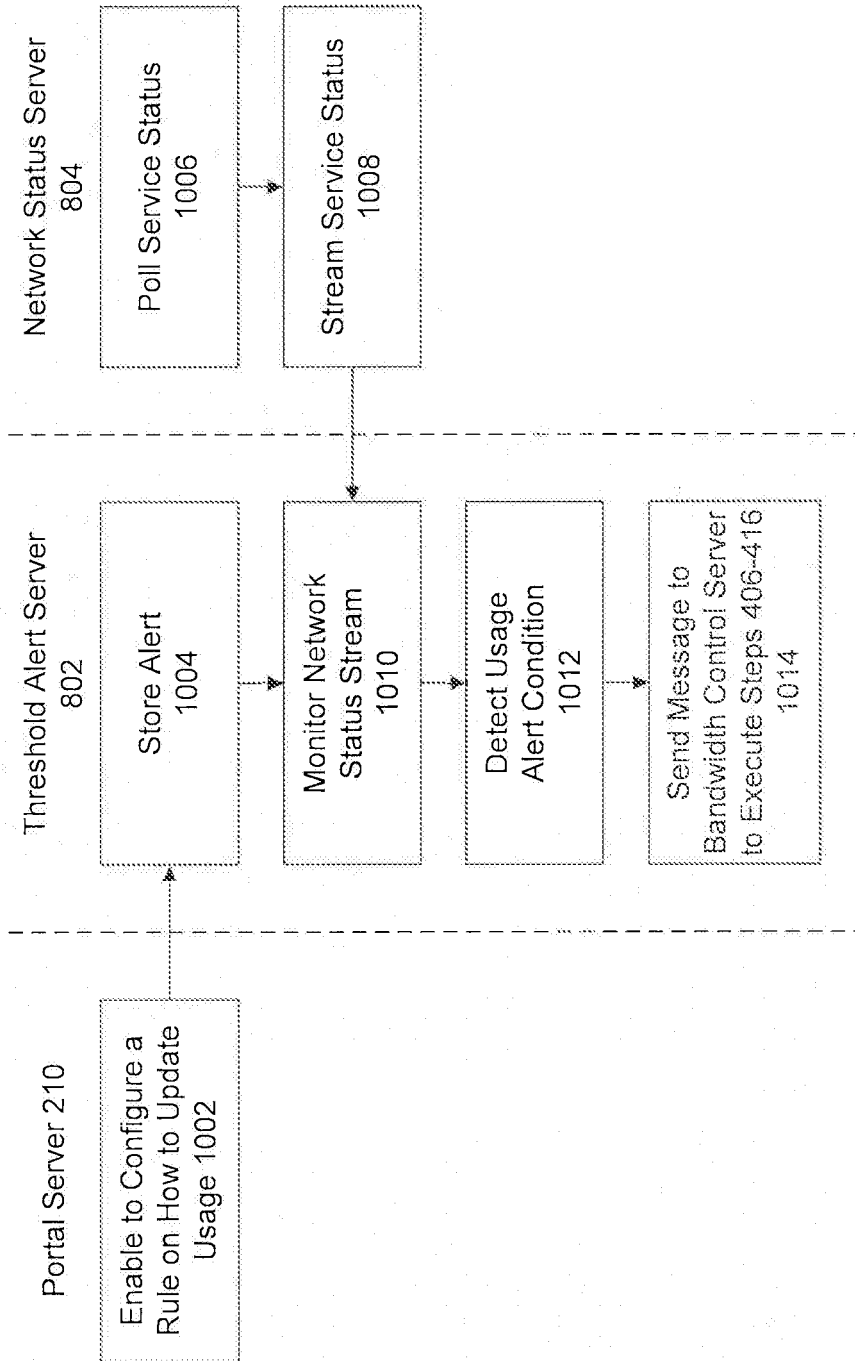 Portal Server 210
Enable to Configure a
Rule on How to Update
Usage 1002
Threshold Alert Server
802
Store Alert
1004
Monitor Network
Status Stream
1010
Detect Usage
Alert Condition
1012
Send Message to
Bandwidth Control Server
to Execute Steps 406-416
1014
Network Status Server
804
Poll Service Status
1006
Stream Service Status
1008